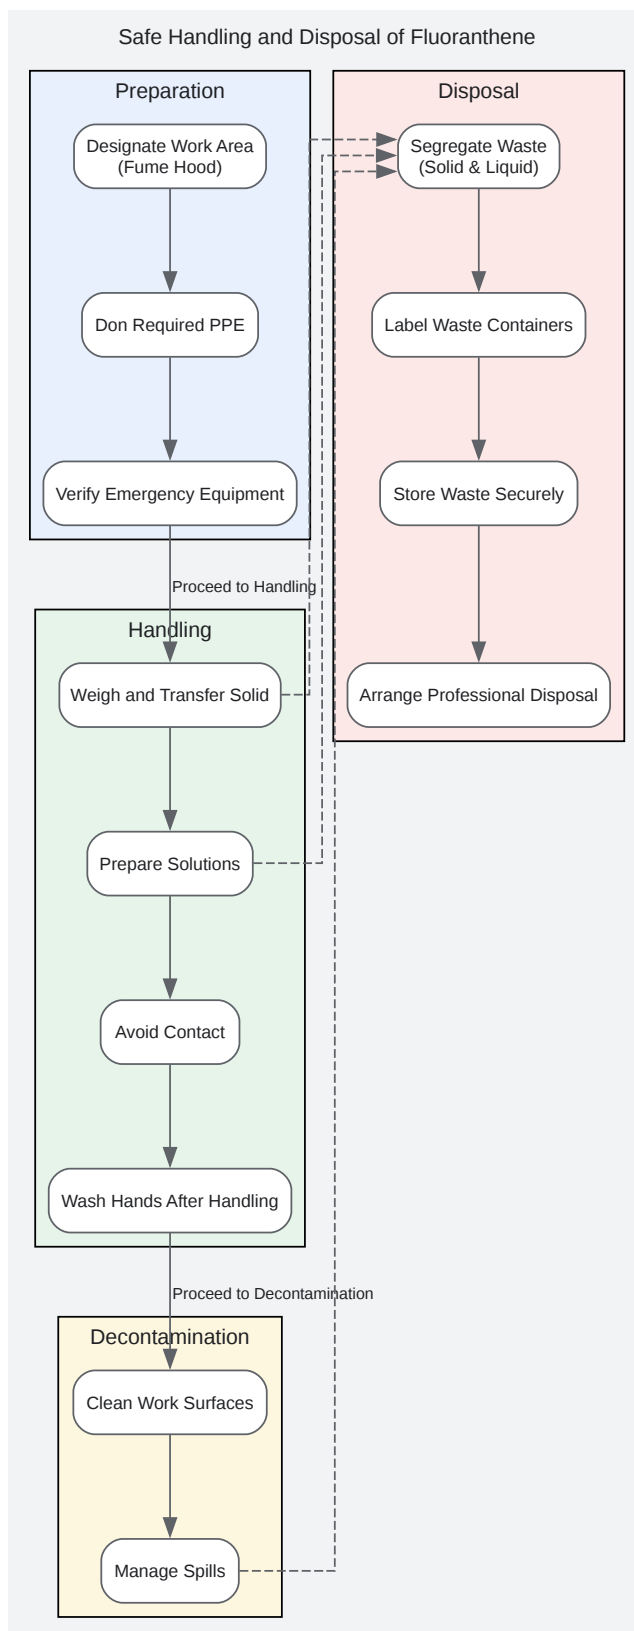 Safe Handling and Disposal of Fluoranthene
Preparation
Designate Work Area
(Fume Hood)
Don Required PPE
Verify Emergency Equipment
Proceed to Handling
Handling
Weigh and Transfer Solid
Prepare Solutions
Avoid Contact
Wash Hands After Handling
Proceed to Decontamination
Decontamination
Clean Work Surfaces
Manage Spills
Disposal
Segregate Waste
(Solid & Liquid)
Label Waste Containers
Store Waste Securely
Arrange Professional Disposal